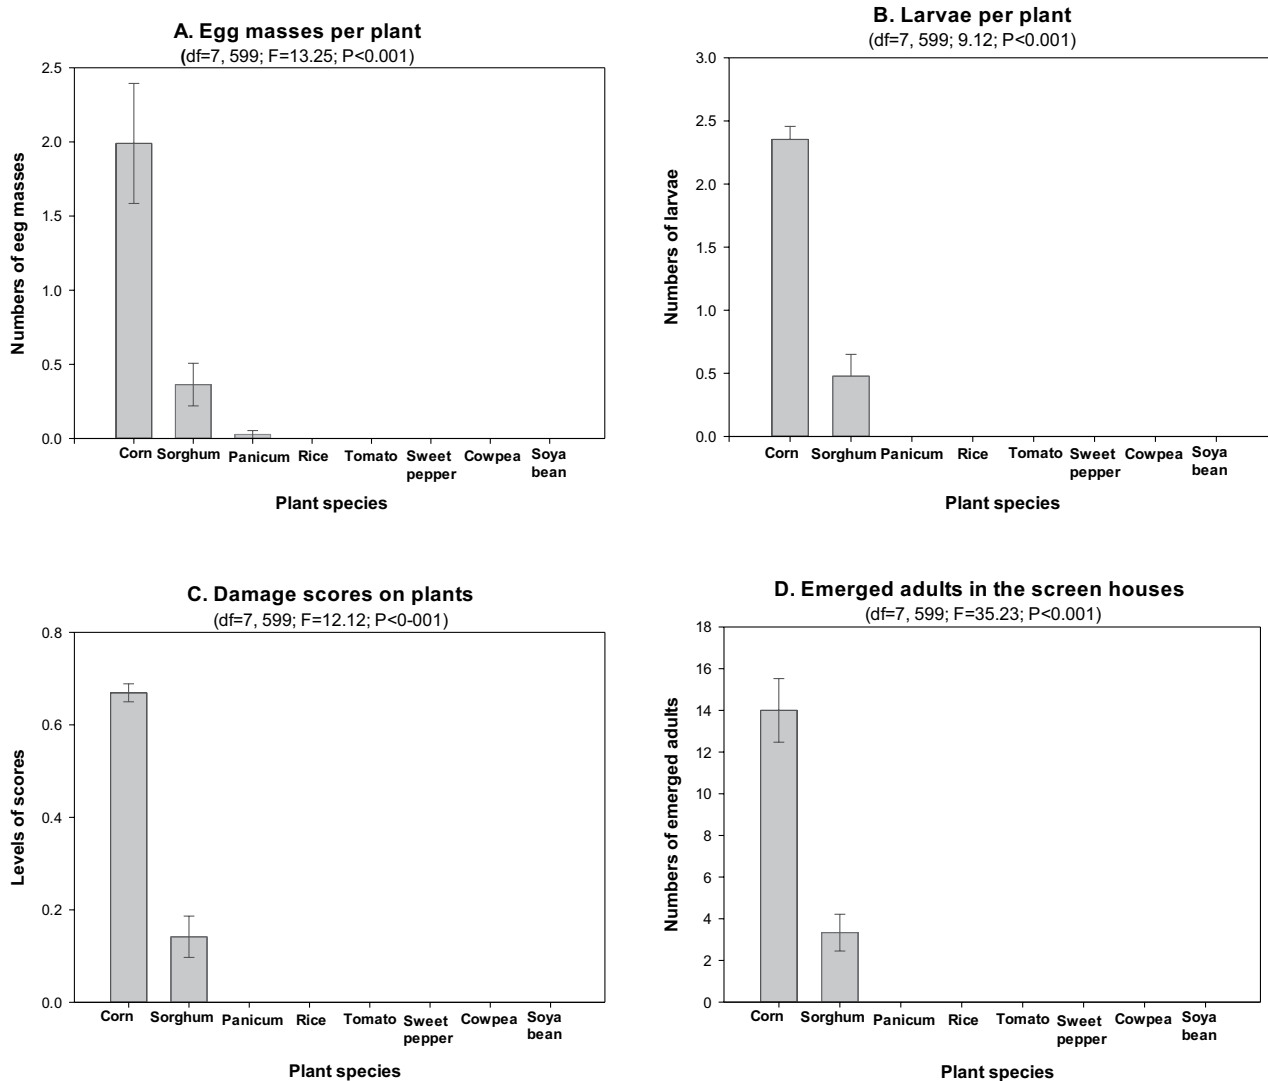 A. Egg masses per plant
(df=7, 599; F=13.25; P<0.001)
2.5
2.0
1.5
1.0
0.5
0.0
Numbers of eeg masses
Corn Sorghum Panicum Rice Tomato Sweet pepper Cowpea Soya bean
Plant species
B. Larvae per plant
(df=7, 599; 9.12; P<0.001)
3.0
2.5
2.0
1.5
1.0
0.5
0.0
Numbers of larvae
Corn Sorghum Panicum Rice Tomato Sweet pepper Cowpea Soya bean
Plant species
C. Damage scores on plants
(df=7, 599; F=12.12; P<0-001)
0.8
0.6
0.4
0.2
0.0
Levels of scores
Corn Sorghum Panicum Rice Tomato Sweet pepper Cowpea Soya bean
Plant species
D. Emerged adults in the screen houses
(df=7, 599; F=35.23; P<0.001)
18
16
14
12
10
8
6
4
2
0
Numbers of emerged adults
Corn Sorghum Panicum Rice Tomato Sweet pepper Cowpea Soya bean
Plant species